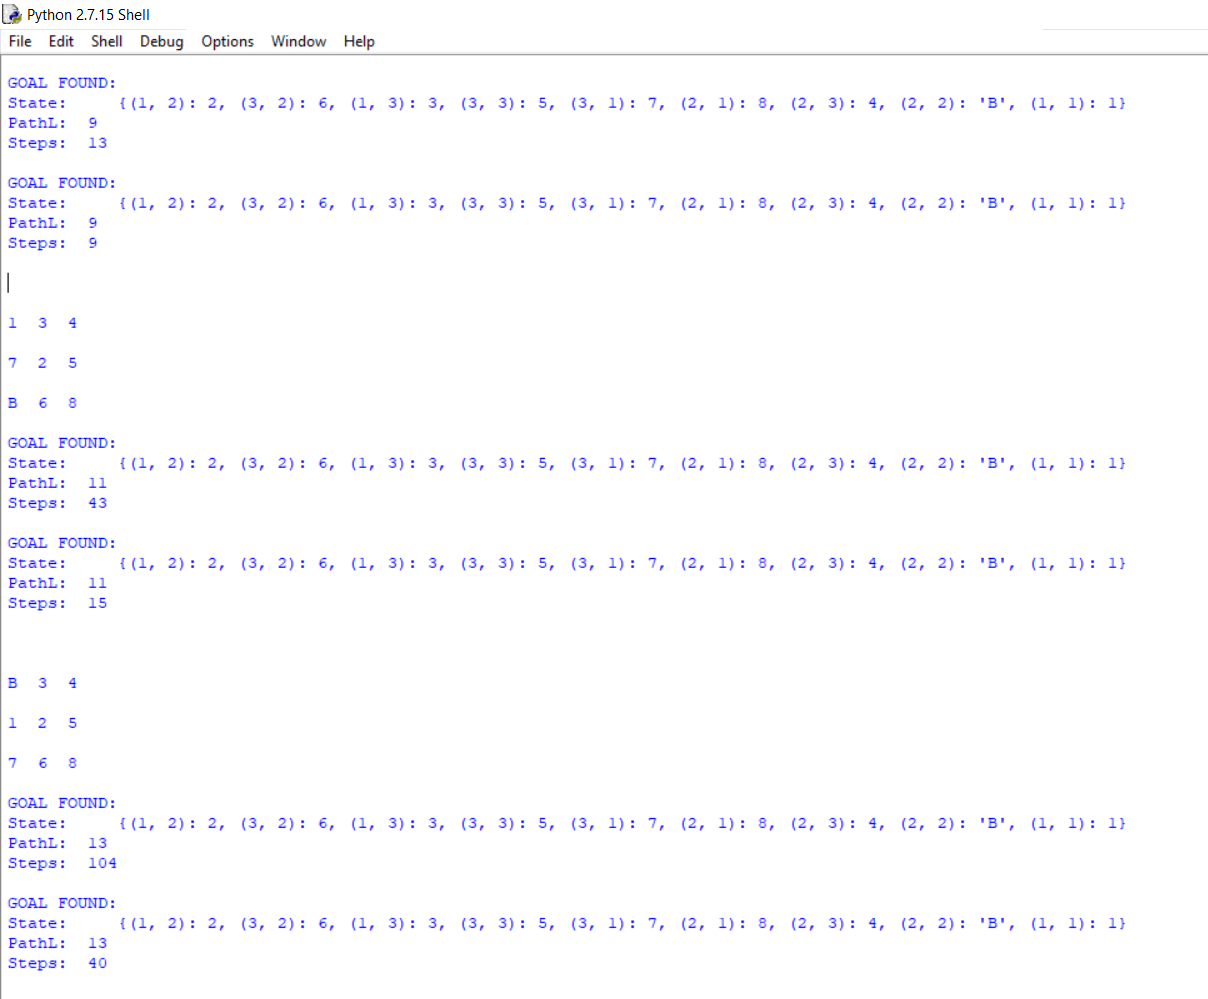 Python 2.7.15 Shell
File Edit Shell Debug Options Window Help
GOAL FOUND:
State: {(1, 2): 2, (3, 2): 6, (1, 3): 3, (3, 3): 5, (3, 1): 7, (2, 1): 8, (2, 3): 4, (2, 2): 'B', (1, 1): 1}
PathL: 9
Steps: 13
GOAL FOUND:
State: {(1, 2): 2, (3, 2): 6, (1, 3): 3, (3, 3): 5, (3, 1): 7, (2, 1): 8, (2, 3): 4, (2, 2): 'B', (1, 1): 1}
PathL: 9
Steps: 9
1 3 4
7 2 5
B 6 8
GOAL FOUND:
State: {(1, 2): 2, (3, 2): 6, (1, 3): 3, (3, 3): 5, (3, 1): 7, (2, 1): 8, (2, 3): 4, (2, 2): 'B', (1, 1): 1}
PathL: 11
Steps: 43
GOAL FOUND:
State: {(1, 2): 2, (3, 2): 6, (1, 3): 3, (3, 3): 5, (3, 1): 7, (2, 1): 8, (2, 3): 4, (2, 2): 'B', (1, 1): 1}
PathL: 11
Steps: 15
B 3 4
1 2 5
7 6 8
GOAL FOUND:
State: {(1, 2): 2, (3, 2): 6, (1, 3): 3, (3, 3): 5, (3, 1): 7, (2, 1): 8, (2, 3): 4, (2, 2): 'B', (1, 1): 1}
PathL: 13
Steps: 104
GOAL FOUND:
State: {(1, 2): 2, (3, 2): 6, (1, 3): 3, (3, 3): 5, (3, 1): 7, (2, 1): 8, (2, 3): 4, (2, 2): 'B', (1, 1): 1}
PathL: 13
Steps: 40